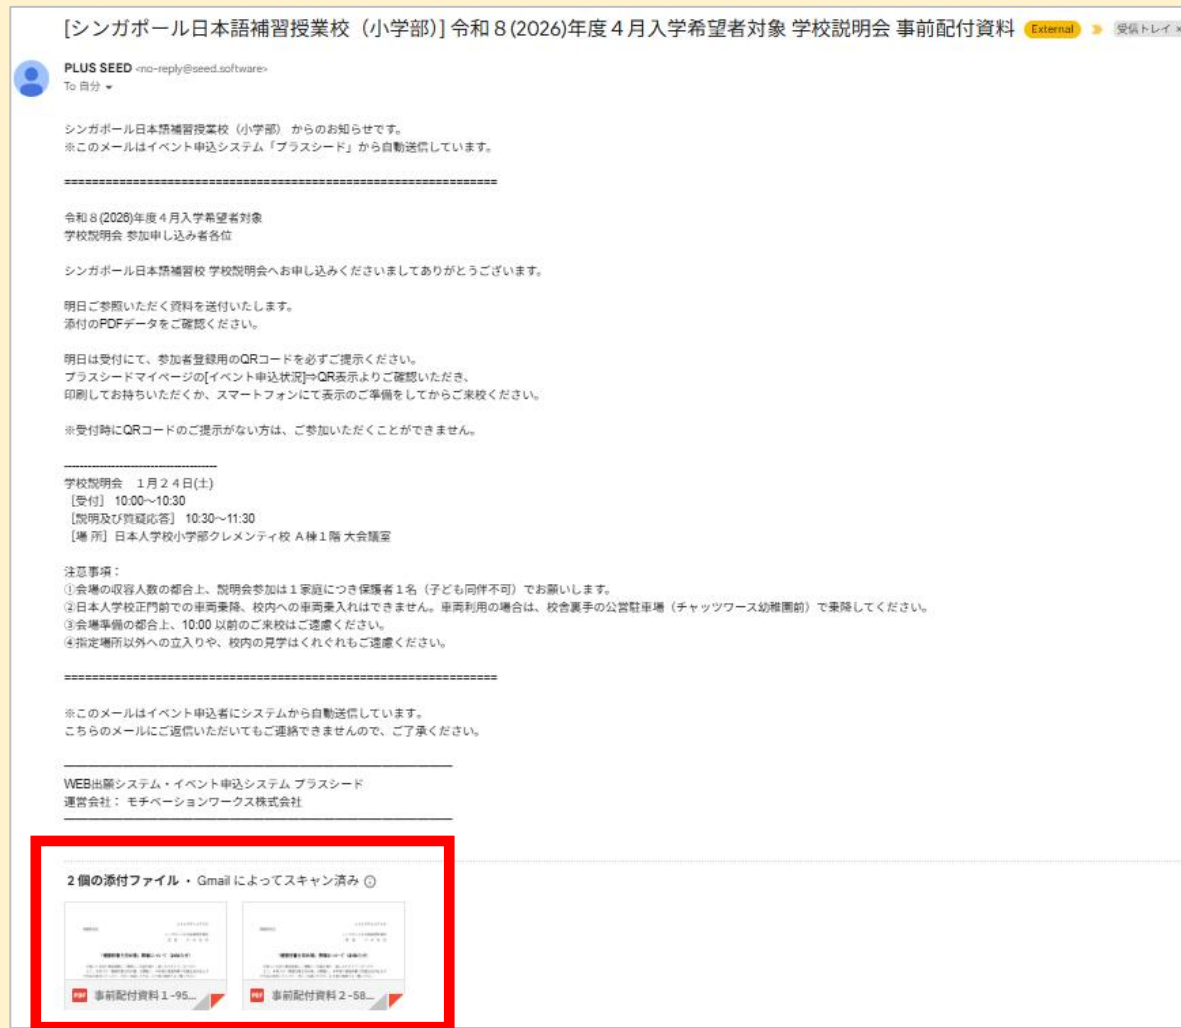 [シンガポール日本語補習授業校（小学部）] 令和８(2026)年度４月入学希望者対象 学校説明会 事前配付資料 External 受信トレイ ×
PLUS SEED <no-reply@seed.software>
To 自分
シンガポール日本語補習授業校（小学部） からのお知らせです。
※このメールはイベント申込システム「プラスシード」から自動送信しています。
================================================================
令和８(2026)年度４月入学希望者対象
学校説明会 参加申し込み者各位
シンガポール日本語補習校 学校説明会へお申し込みくださいましてありがとうございます。
明日ご参照いただく資料を送付いたします。
添付のPDFデータをご確認ください。
明日は受付にて、参加者登録用のQRコードを必ずご提示ください。
プラスシードマイページの[イベント申込状況]⇒QR表示よりご確認いただき、
印刷してお持ちいただくか、スマートフォンにて表示のご準備をしてからご来校ください。
※受付時にQRコードのご提示がない方は、ご参加いただくことができません。
----------------------------------------
学校説明会　１月２４日(土)
［受付］ 10:00～10:30
［説明及び質疑応答］ 10:30～11:30
［場 所］日本人学校小学部クレメンティ校 Ａ棟１階 大会議室
注意事項：
①会場の収容人数の都合上、説明会参加は１家庭につき保護者１名（子ども同伴不可）でお願いします。
②日本人学校正門前での車両乗降、校内への車両乗入れはできません。車両利用の場合は、校舎裏手の公営駐車場（チャッツワース幼稚園前）で乗降してください。
③会場準備の都合上、10:00 以前のご来校はご遠慮ください。
④指定場所以外への立入りや、校内の見学はくれぐれもご遠慮ください。
================================================================
※このメールはイベント申込者にシステムから自動送信しています。
こちらのメールにご返信いただいてもご連絡できませんので、ご了承ください。
WEB出願システム・イベント申込システム プラスシード
運営会社： モチベーションワークス株式会社
2 個の添付ファイル • Gmail によってスキャン済み
PDF 事前配付資料１-95...
PDF 事前配付資料２-58...